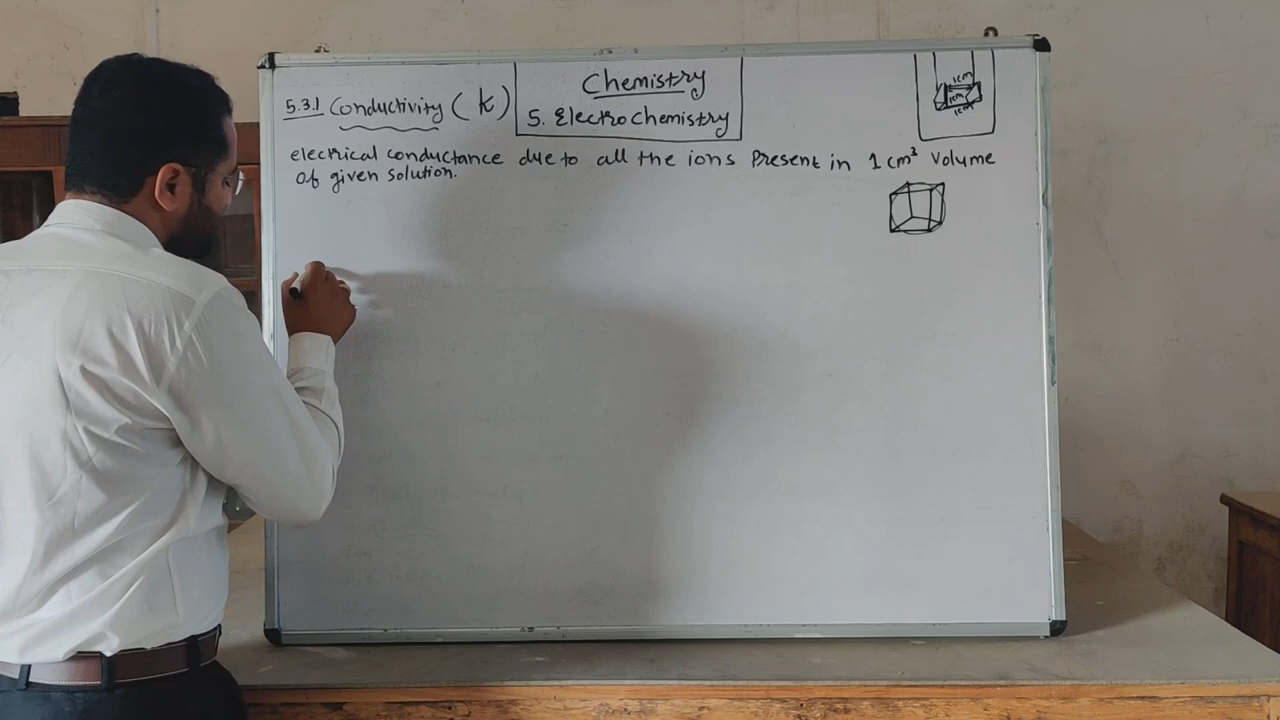 Chemistry
5. Electrochemistry
5.3.1 Conductivity (k)
1cm
1cm
1cm
electrical conductance due to all the ions Present in 1 cm³ Volume
of given solution.